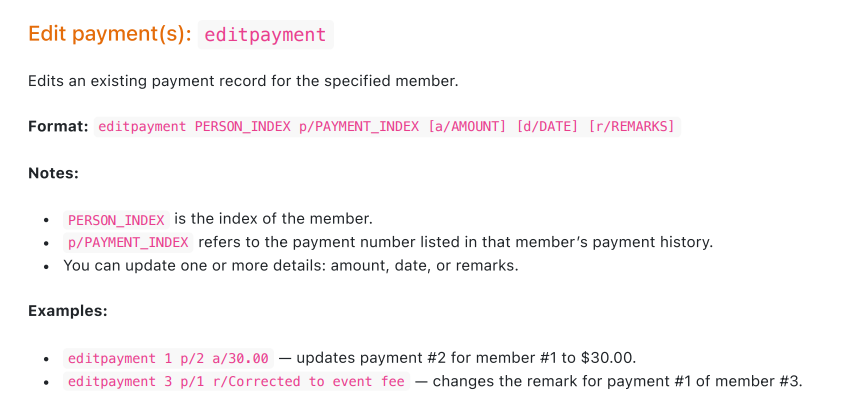 Edit payment(s): editpayment
Edits an existing payment record for the specified member.
Format: editpayment PERSON_INDEX p/PAYMENT_INDEX [a/AMOUNT] [d/DATE] [r/REMARKS]
Notes:
• PERSON_INDEX is the index of the member.
• p/PAYMENT_INDEX refers to the payment number listed in that member’s payment history.
• You can update one or more details: amount, date, or remarks.
Examples:
• editpayment 1 p/2 a/30.00 — updates payment #2 for member #1 to $30.00.
• editpayment 3 p/1 r/Corrected to event fee — changes the remark for payment #1 of member #3.